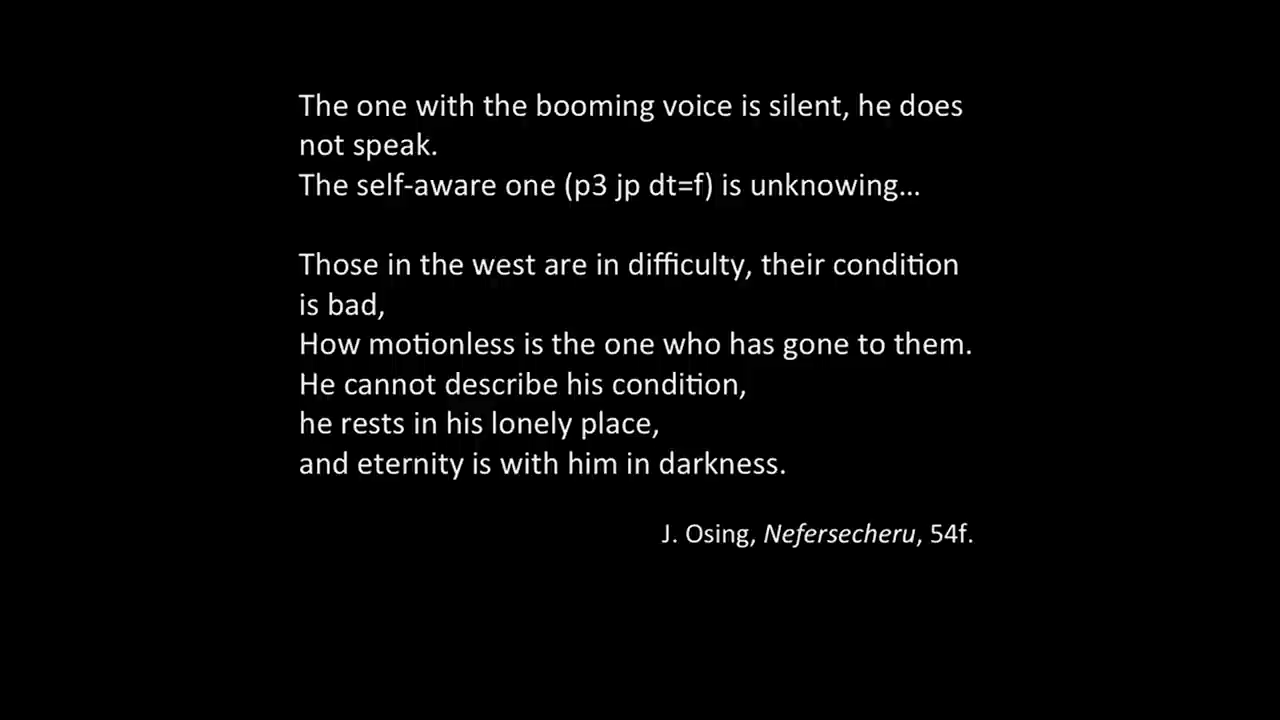 The one with the booming voice is silent, he does
not speak.
The self-aware one (p3 jp dt=f) is unknowing...
Those in the west are in difficulty, their condition
is bad,
How motionless is the one who has gone to them.
He cannot describe his condition,
he rests in his lonely place,
and eternity is with him in darkness.
J. Osing, Nefersecheru, 54f.